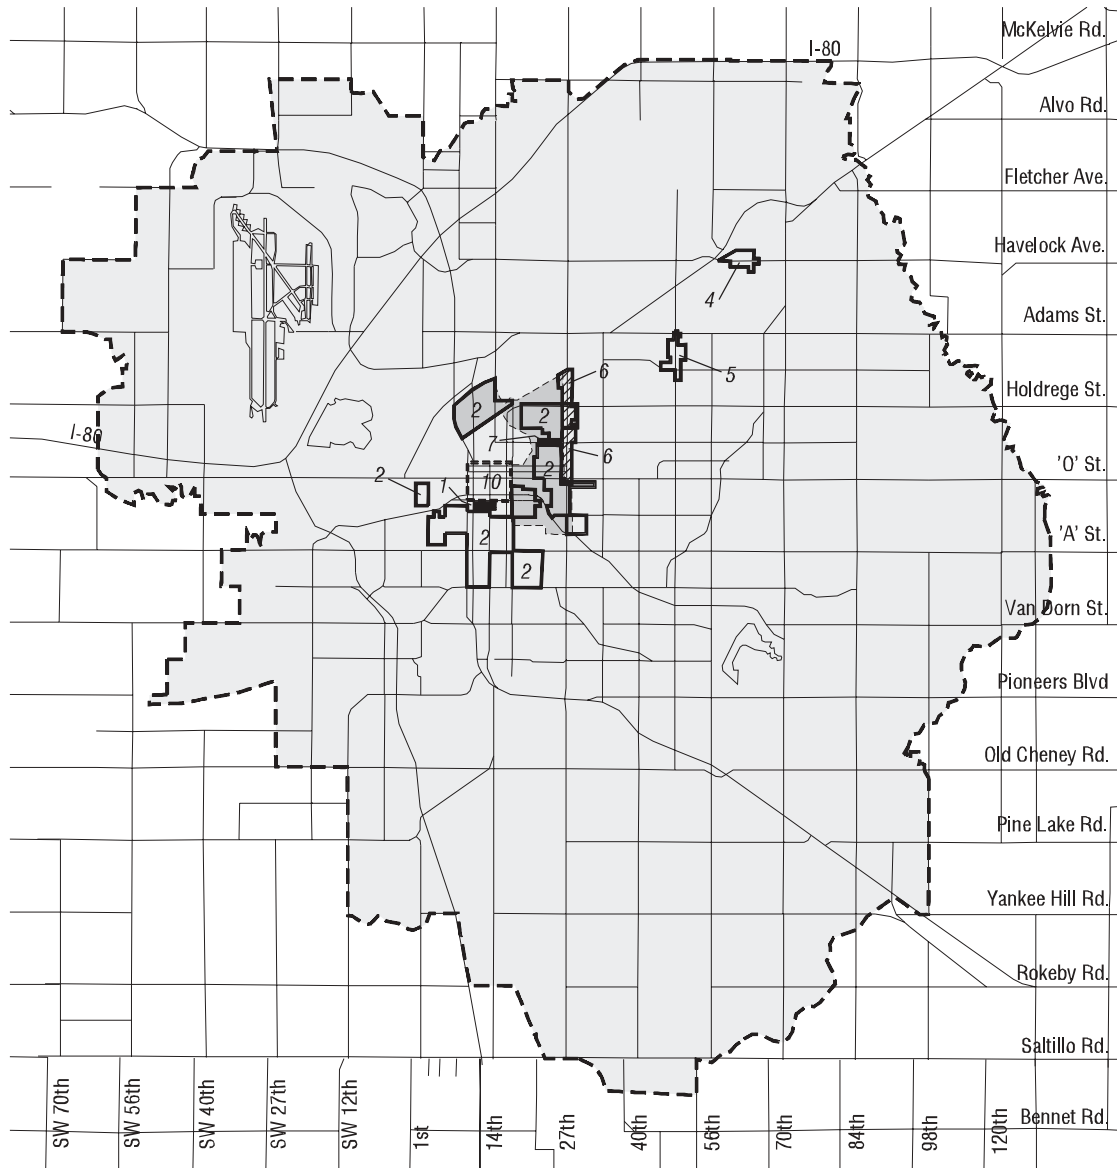 McKelvie Rd.
I-80
Alvo Rd.
Fletcher Ave.
Havelock Ave.
4
Adams St.
6
5
Holdrege St.
2
2
I-80
7
6
2
'O' St.
2
1
10
2
'A' St.
2
Van Dorn St.
Pioneers Blvd
Old Cheney Rd.
Pine Lake Rd.
Yankee Hill Rd.
Rokeby Rd.
Saltillo Rd.
Bennet Rd.
SW 70th
SW 56th
SW 40th
SW 27th
SW 12th
1st
14th
27th
40th
56th
70th
84th
98th
120th